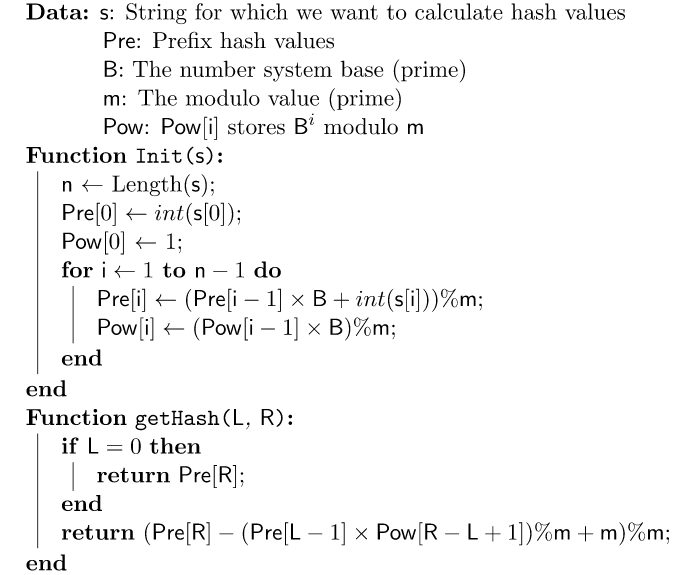 Data: s: String for which we want to calculate hash values
Pre: Prefix hash values
B: The number system base (prime)
m: The modulo value (prime)
Pow: Pow[i] stores Bⁱ modulo m
Function Init(s):
n ← Length(s);
Pre[0] ← int(s[0]);
Pow[0] ← 1;
for i ← 1 to n − 1 do
Pre[i] ← (Pre[i − 1] × B + int(s[i]))%m;
Pow[i] ← (Pow[i − 1] × B)%m;
end
end
Function getHash(L, R):
if L = 0 then
return Pre[R];
end
return (Pre[R] − (Pre[L − 1] × Pow[R − L + 1])%m + m)%m;
end